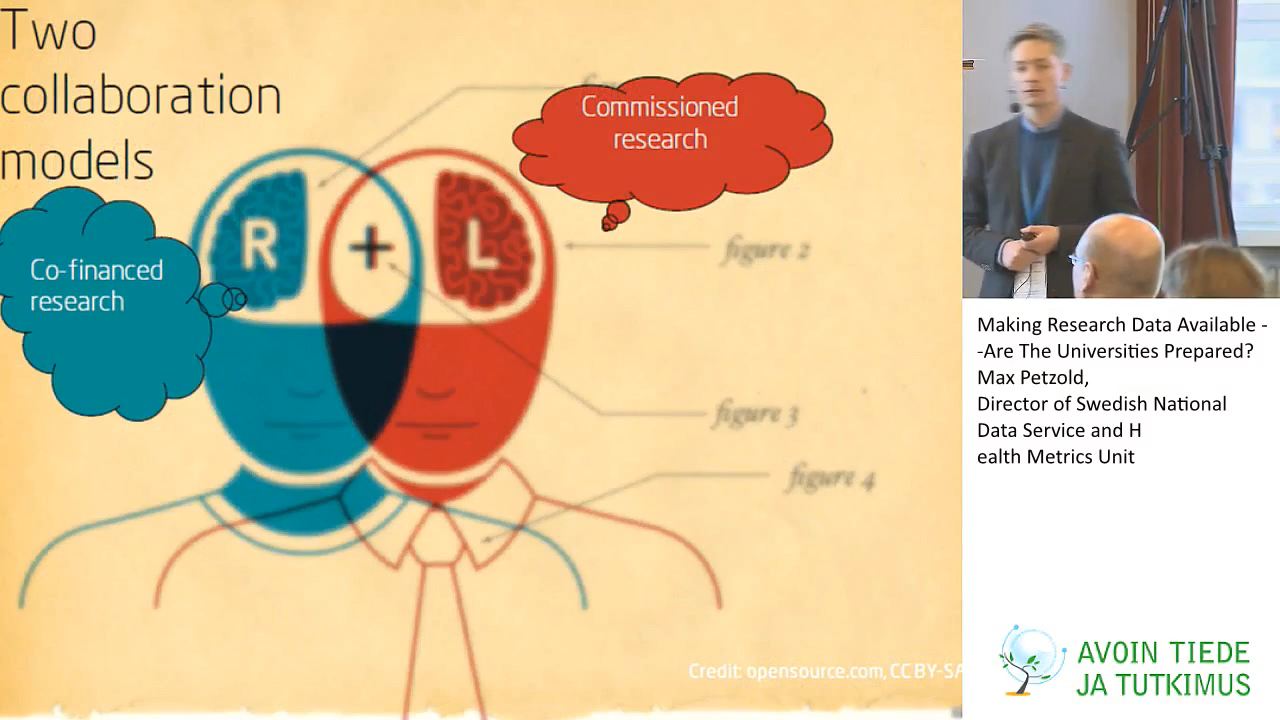 Two
collaboration
models
Commissioned
research
Co-financed
research
R
+
L
figure 2
figure 3
figure 4
Credit: opensource.com, CC BY-SA
Making Research Data Available -
-Are The Universities Prepared?
Max Petzold,
Director of Swedish National
Data Service and H
ealth Metrics Unit
AVOIN TIEDE
JA TUTKIMUS